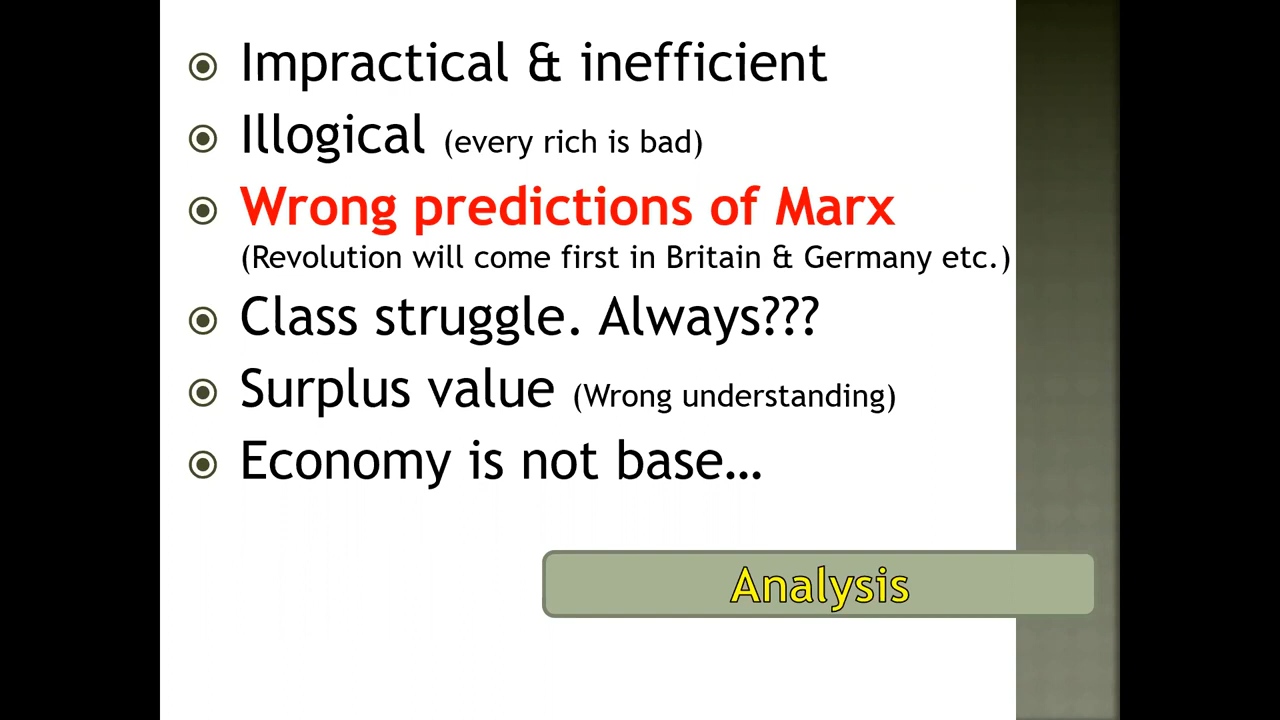 Impractical & inefficient
Illogical (every rich is bad)
Wrong predictions of Marx
(Revolution will come first in Britain & Germany etc.)
Class struggle. Always???
Surplus value (Wrong understanding)
Economy is not base…
Analysis